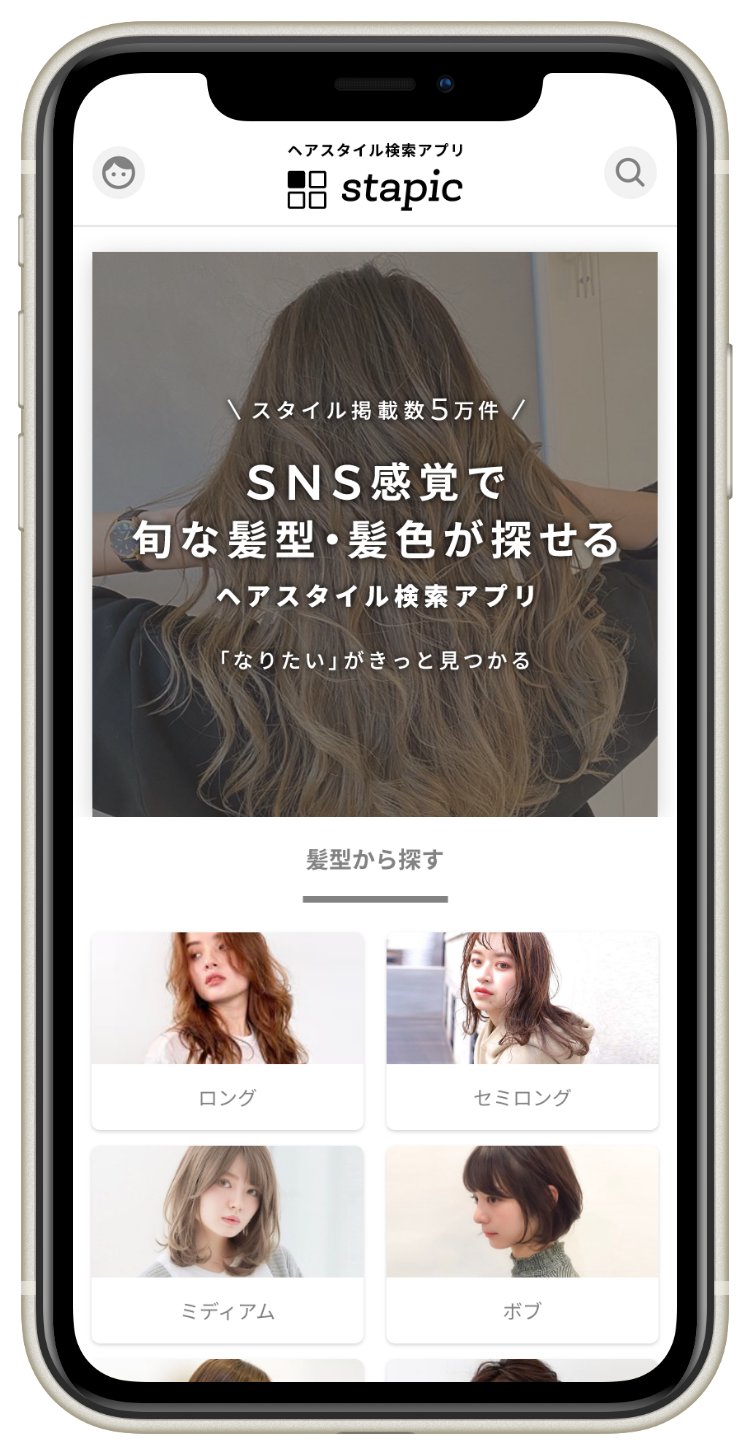 ヘアスタイル検索アプリ
stapic
\ スタイル掲載数5万件 /
SNS感覚で
旬な髪型・髪色が探せる
ヘアスタイル検索アプリ
「なりたい」がきっと見つかる
髪型から探す
ロング
セミロング
ミディアム
ボブ